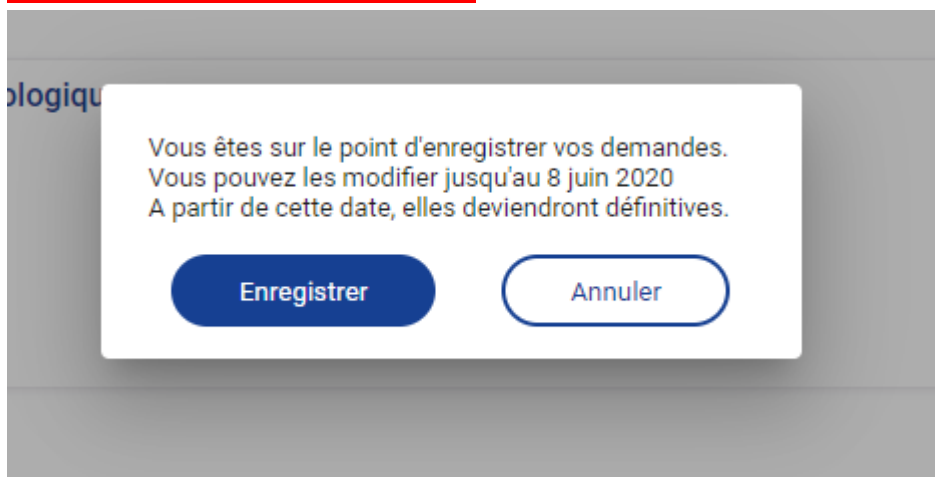 ologiqu
Vous êtes sur le point d'enregistrer vos demandes.
Vous pouvez les modifier jusqu'au 8 juin 2020
A partir de cette date, elles deviendront définitives.
Enregistrer
Annuler